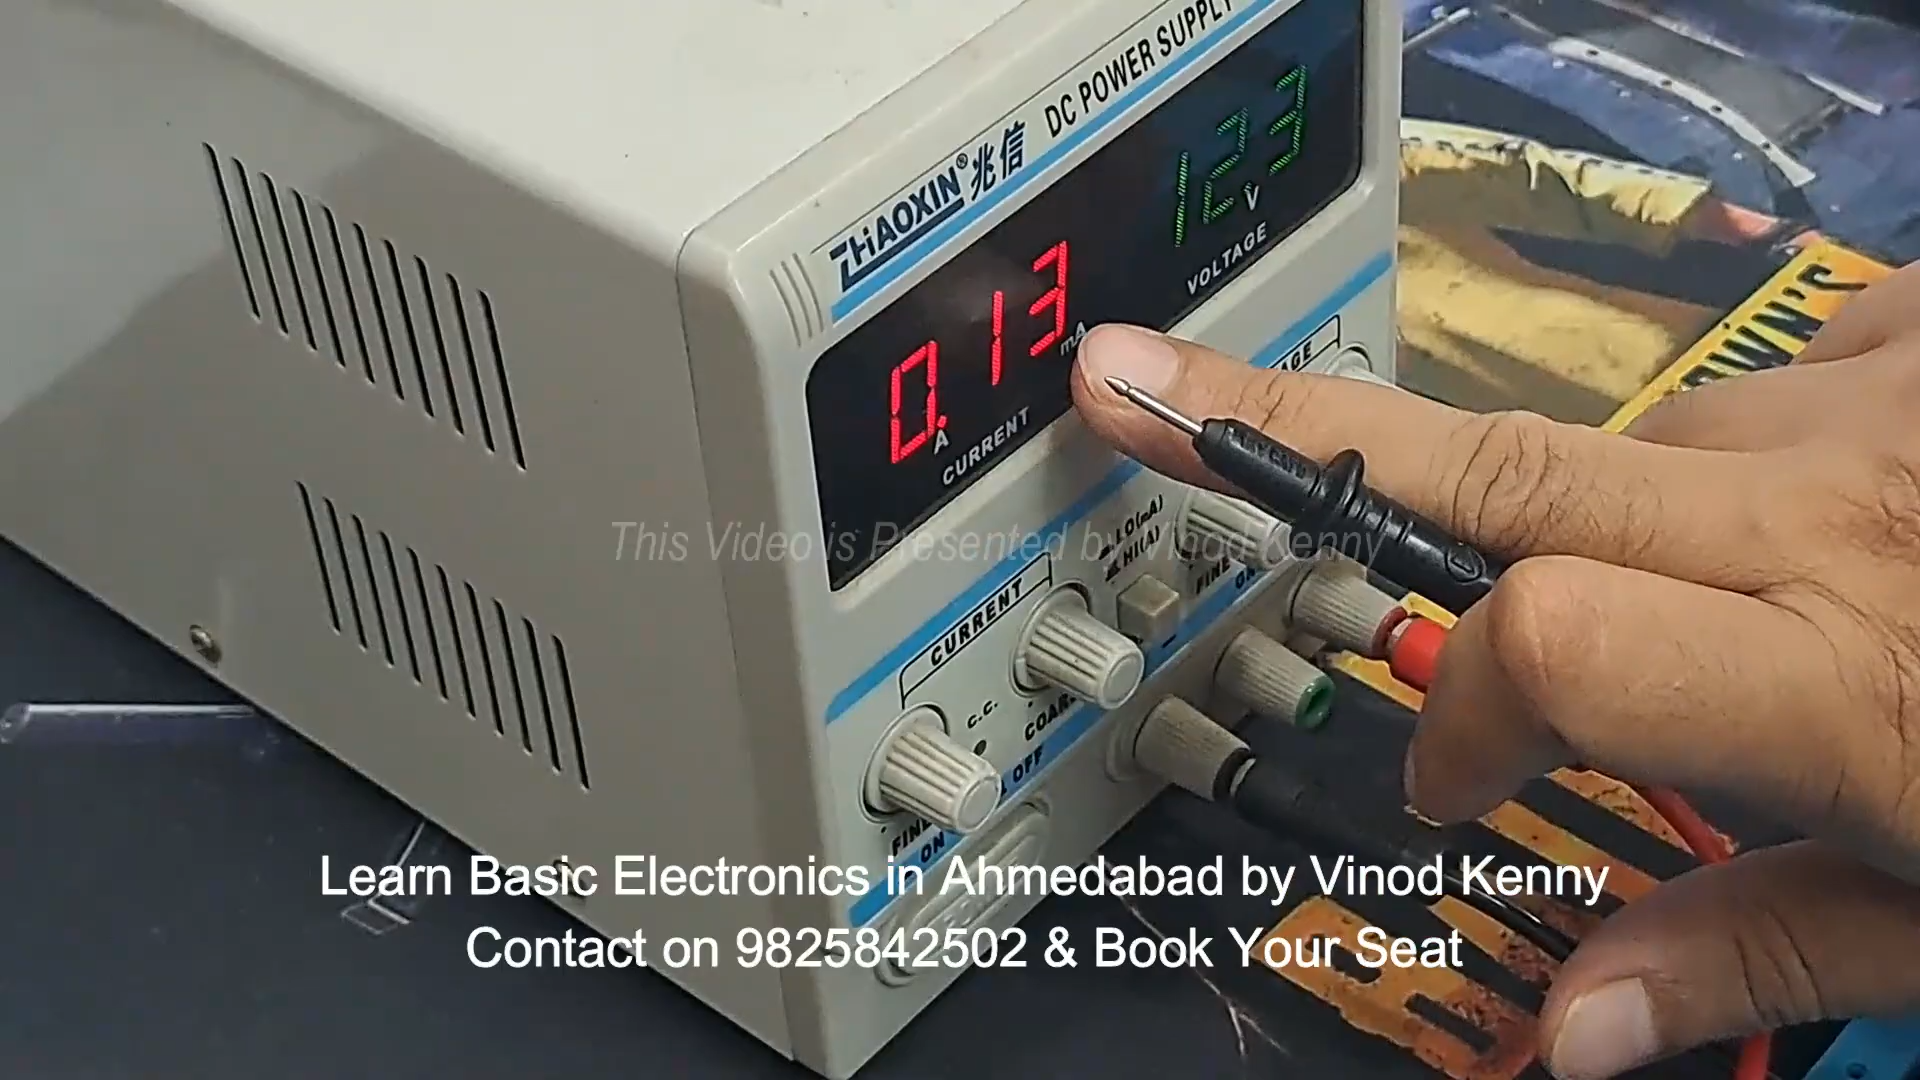 ZHAOXIN® 兆信 DC POWER SUPPLY
12.3
V
VOLTAGE
0.13
mA
A
CURRENT
LO(mA)
HI(A)
This Video is Presented by Vinod Kenny
CURRENT
FINE
C.C.
OFF
FINE
ON
OWN'S
Learn Basic Electronics in Ahmedabad by Vinod Kenny
Contact on 9825842502 & Book Your Seat